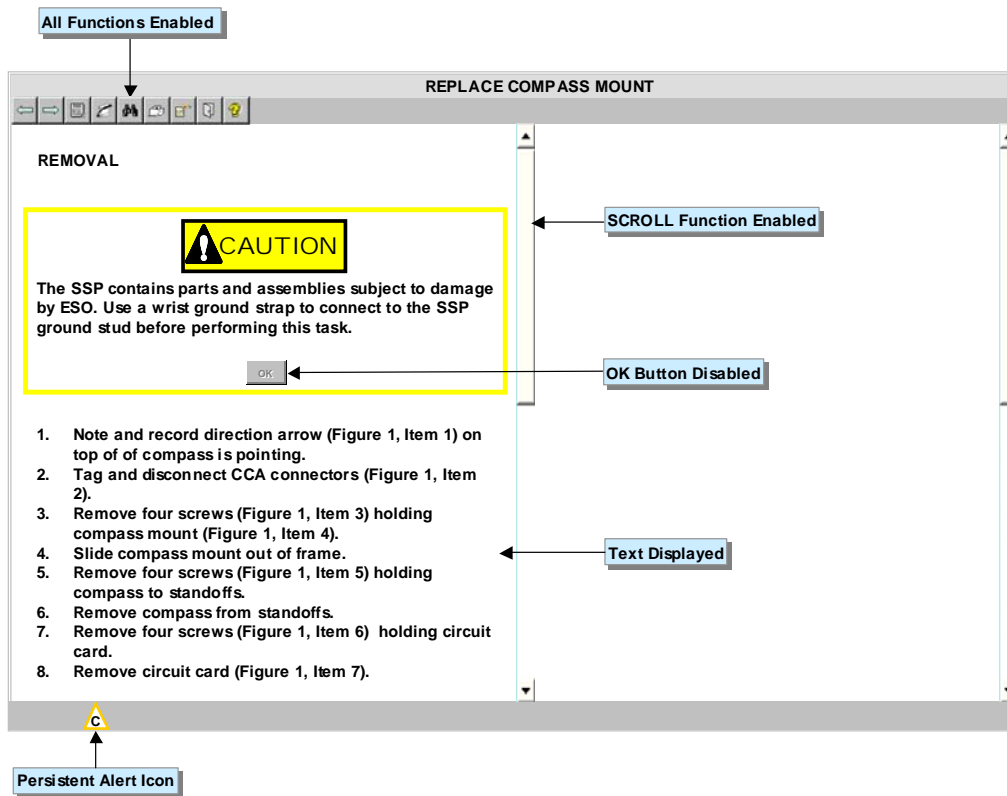 All Functions Enabled
REPLACE COMPASS MOUNT
REMOVAL
SCROLL Function Enabled
CAUTION
The SSP contains parts and assemblies subject to damage
by ESO. Use a wrist ground strap to connect to the SSP
ground stud before performing this task.
OK
OK Button Disabled
1. Note and record direction arrow (Figure 1, Item 1) on
top of of compass is pointing.
2. Tag and disconnect CCA connectors (Figure 1, Item
2).
3. Remove four screws (Figure 1, Item 3) holding
compass mount (Figure 1, Item 4).
4. Slide compass mount out of frame.
Text Displayed
5. Remove four screws (Figure 1, Item 5) holding
compass to standoffs.
6. Remove compass from standoffs.
7. Remove four screws (Figure 1, Item 6) holding circuit
card.
8. Remove circuit card (Figure 1, Item 7).
C
Persistent Alert Icon